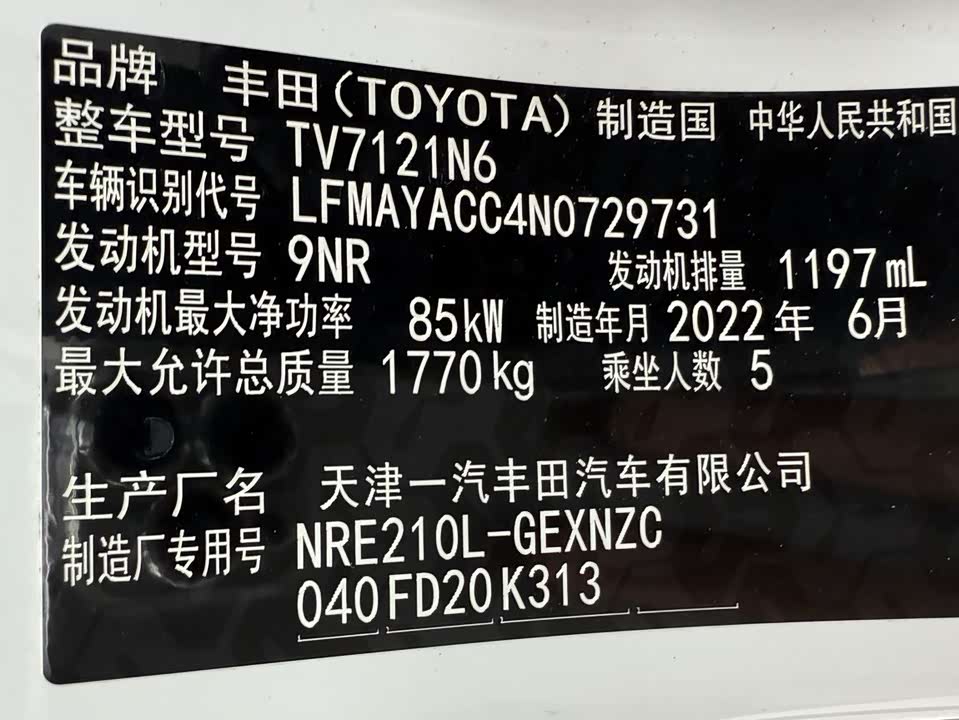 品牌 丰田(TOYOTA) 制造国 中华人民共和国
整车型号 TV7121N6
车辆识别代号 LFMAYACC4N0729731
发动机型号 9NR 发动机排量 1197mL
发动机最大净功率 85kW 制造年月 2022年 6月
最大允许总质量 1770kg 乘坐人数 5
生产厂名 天津一汽丰田汽车有限公司
制造厂专用号 NRE210L-GEXNZC
040 FD20 K313